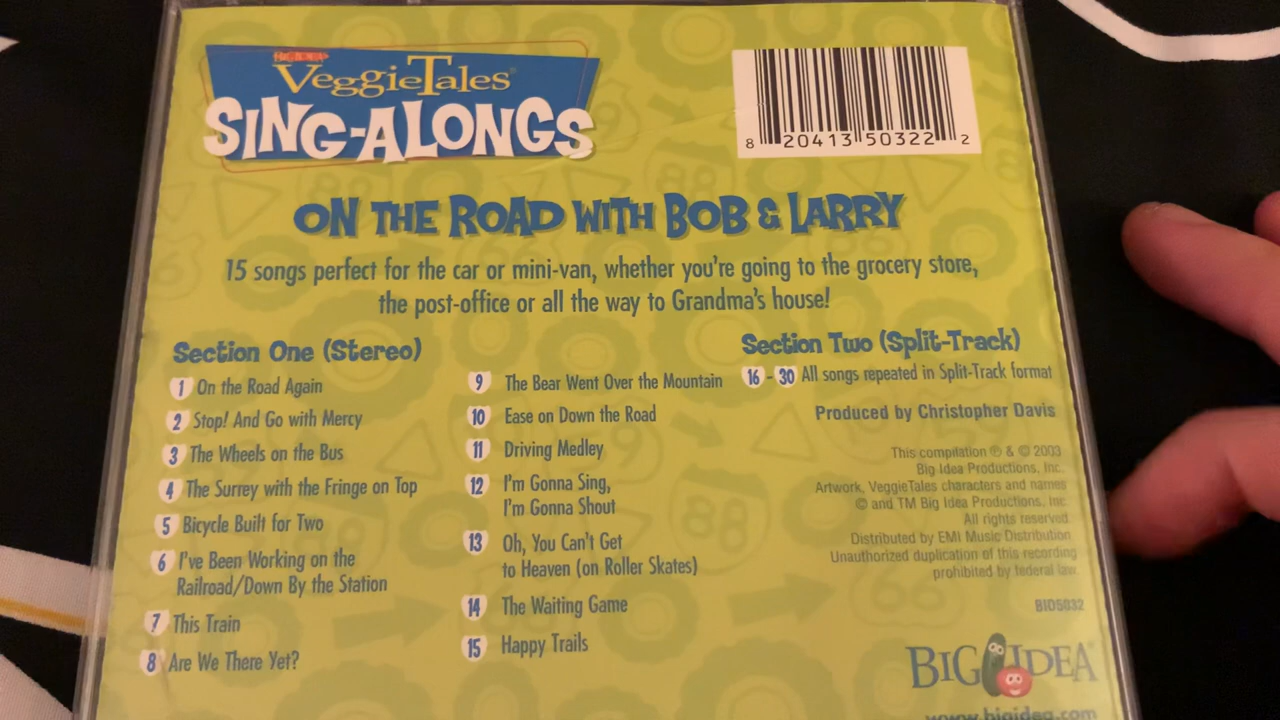 BIG IDEA'S
VeggieTales®
SING-ALONGS
8 20413 50322 2
ON THE ROAD WITH BOB & LARRY
15 songs perfect for the car or mini-van, whether you're going to the grocery store,
the post-office or all the way to Grandma's house!
Section One (Stereo)
1 On the Road Again
2 Stop! And Go with Mercy
3 The Wheels on the Bus
4 The Surrey with the Fringe on Top
5 Bicycle Built for Two
6 I've Been Working on the
Railroad/Down By the Station
7 This Train
8 Are We There Yet?
9 The Bear Went Over the Mountain
10 Ease on Down the Road
11 Driving Medley
12 I'm Gonna Sing,
I'm Gonna Shout
13 Oh, You Can't Get
to Heaven (on Roller Skates)
14 The Waiting Game
15 Happy Trails
Section Two (Split-Track)
16 - 30 All songs repeated in Split-Track format
Produced by Christopher Davis
This compilation ℗ & © 2003
Big Idea Productions, Inc.
Artwork, VeggieTales characters and names
© and TM Big Idea Productions, Inc.
All rights reserved.
Distributed by EMI Music Distribution
Unauthorized duplication of this recording
prohibited by federal law.
BID5032
BIG IDEA
www.bigidea.com